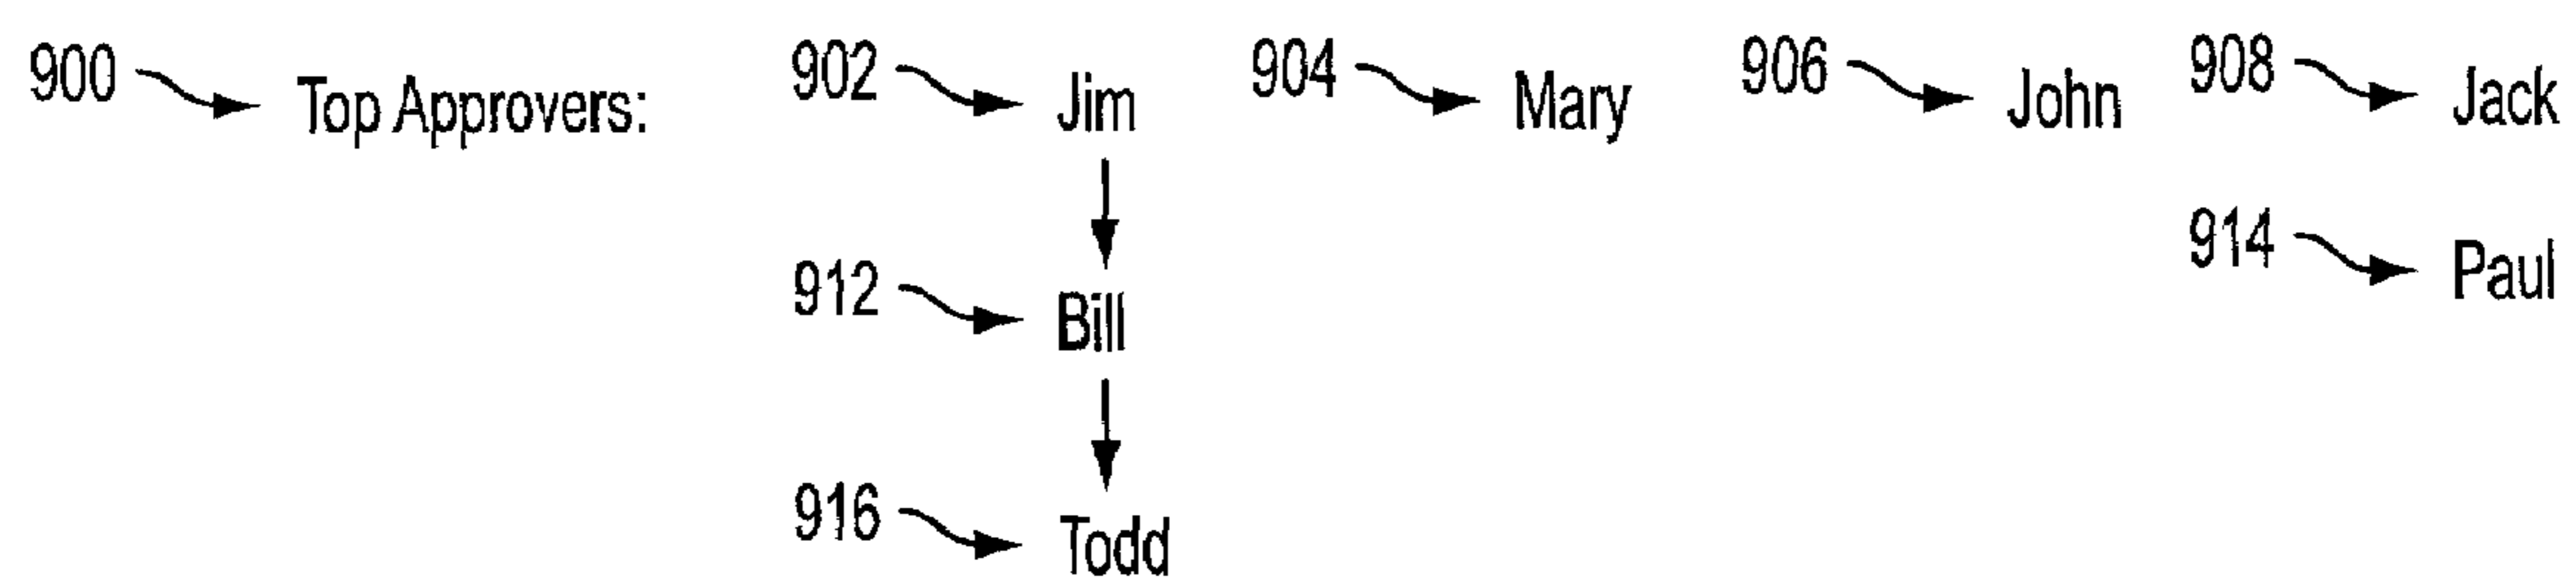 900 Top Approvers: 902 Jim 904 Mary 906 John 908 Jack
914 Paul
912 Bill
916 Todd